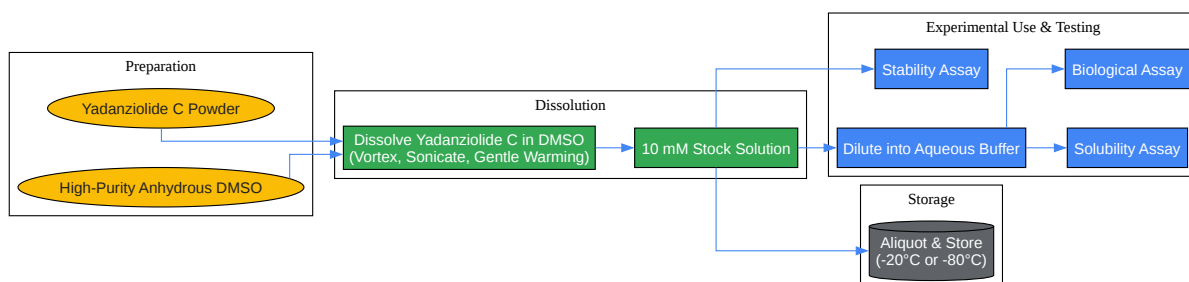 Preparation
Yadanziolide C Powder
High-Purity Anhydrous DMSO
Dissolution
Dissolve Yadanziolide C in DMSO
(Vortex, Sonicate, Gentle Warming)
10 mM Stock Solution
Experimental Use & Testing
Stability Assay
Biological Assay
Dilute into Aqueous Buffer
Solubility Assay
Storage
Aliquot & Store
(-20°C or -80°C)